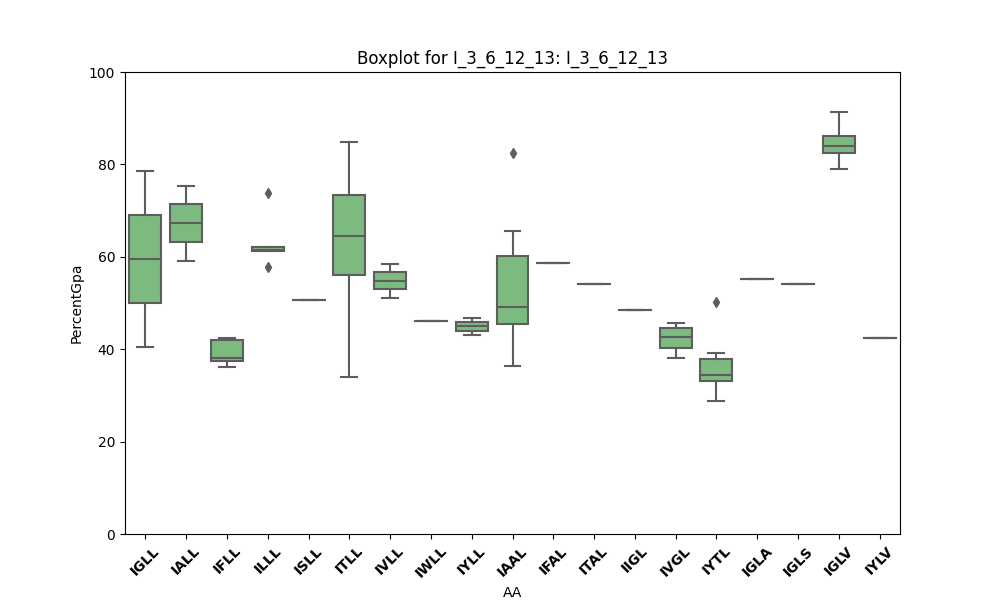 Boxplot for I_3_6_12_13: I_3_6_12_13
100
80
60
40
20
0
PercentGpa
IGLL
IALL
IFLL
ILLL
ISLL
ITLL
IVLL
IWLL
IYLL
IAAL
IFAL
ITAL
IIGL
IVGL
IYTL
IGLA
IGLS
IGLV
IYLV
AA